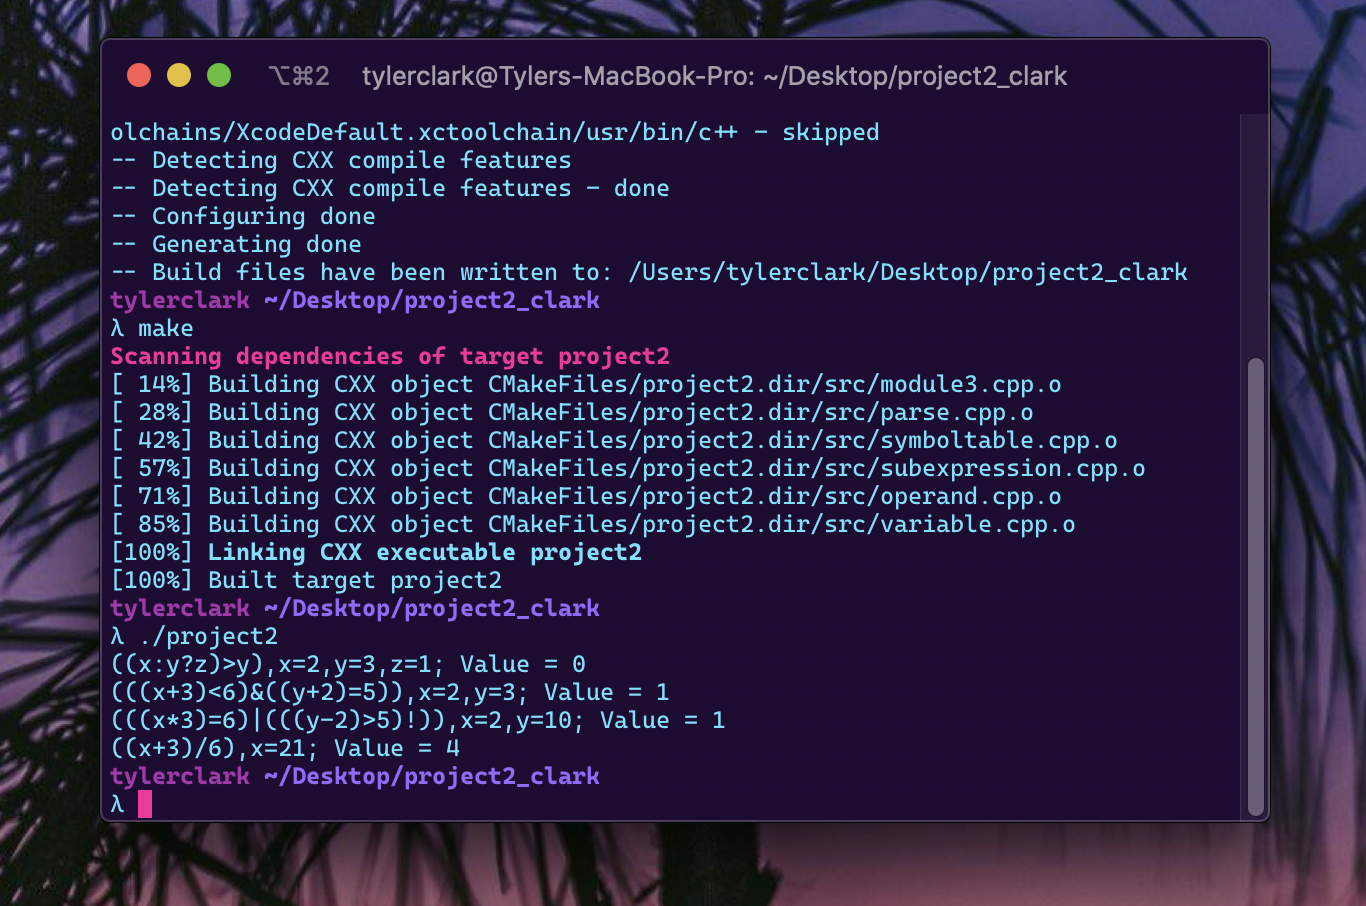 ⌥⌘2 tylerclark@Tylers-MacBook-Pro: ~/Desktop/project2_clark
olchains/XcodeDefault.xctoolchain/usr/bin/c++ - skipped
-- Detecting CXX compile features
-- Detecting CXX compile features - done
-- Configuring done
-- Generating done
-- Build files have been written to: /Users/tylerclark/Desktop/project2_clark
tylerclark ~/Desktop/project2_clark
λ make
Scanning dependencies of target project2
[ 14%] Building CXX object CMakeFiles/project2.dir/src/module3.cpp.o
[ 28%] Building CXX object CMakeFiles/project2.dir/src/parse.cpp.o
[ 42%] Building CXX object CMakeFiles/project2.dir/src/symboltable.cpp.o
[ 57%] Building CXX object CMakeFiles/project2.dir/src/subexpression.cpp.o
[ 71%] Building CXX object CMakeFiles/project2.dir/src/operand.cpp.o
[ 85%] Building CXX object CMakeFiles/project2.dir/src/variable.cpp.o
[100%] Linking CXX executable project2
[100%] Built target project2
tylerclark ~/Desktop/project2_clark
λ ./project2
((x:y?z)>y),x=2,y=3,z=1; Value = 0
(((x+3)<6)&((y+2)=5)),x=2,y=3; Value = 1
(((x*3)=6)|(((y-2)>5)!)),x=2,y=10; Value = 1
((x+3)/6),x=21; Value = 4
tylerclark ~/Desktop/project2_clark
λ